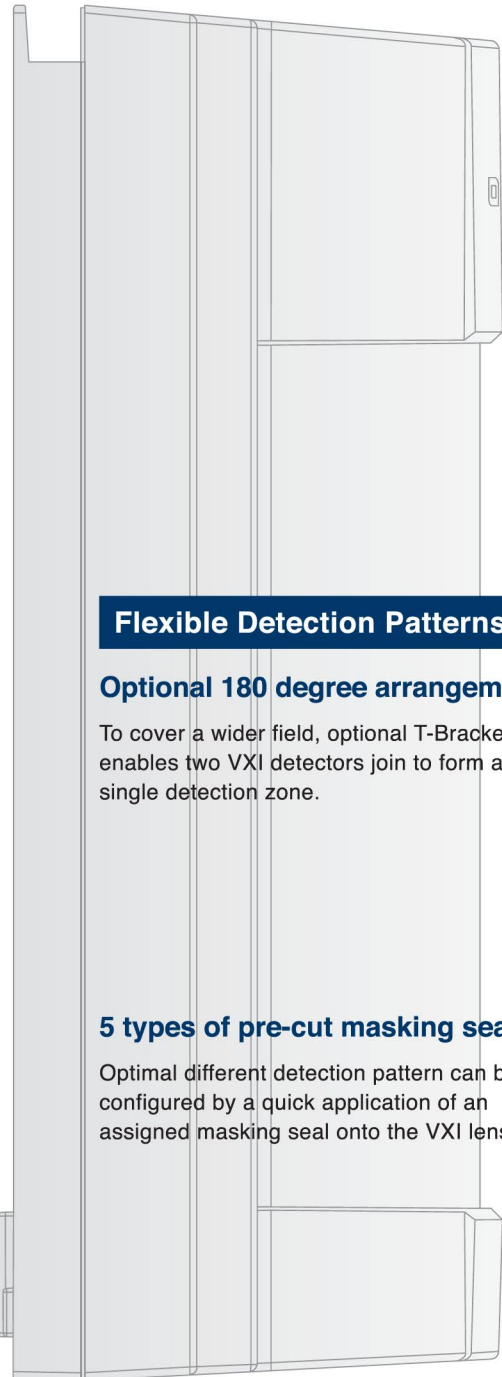 Flexible Detection Patterns
Optional 180 degree arrangem
To cover a wider field, optional T-Bracke
enables two VXI detectors join to form a
single detection zone.
5 types of pre-cut masking sea
Optimal different detection pattern can b
configured by a quick application of an
assigned masking seal onto the VXI lens